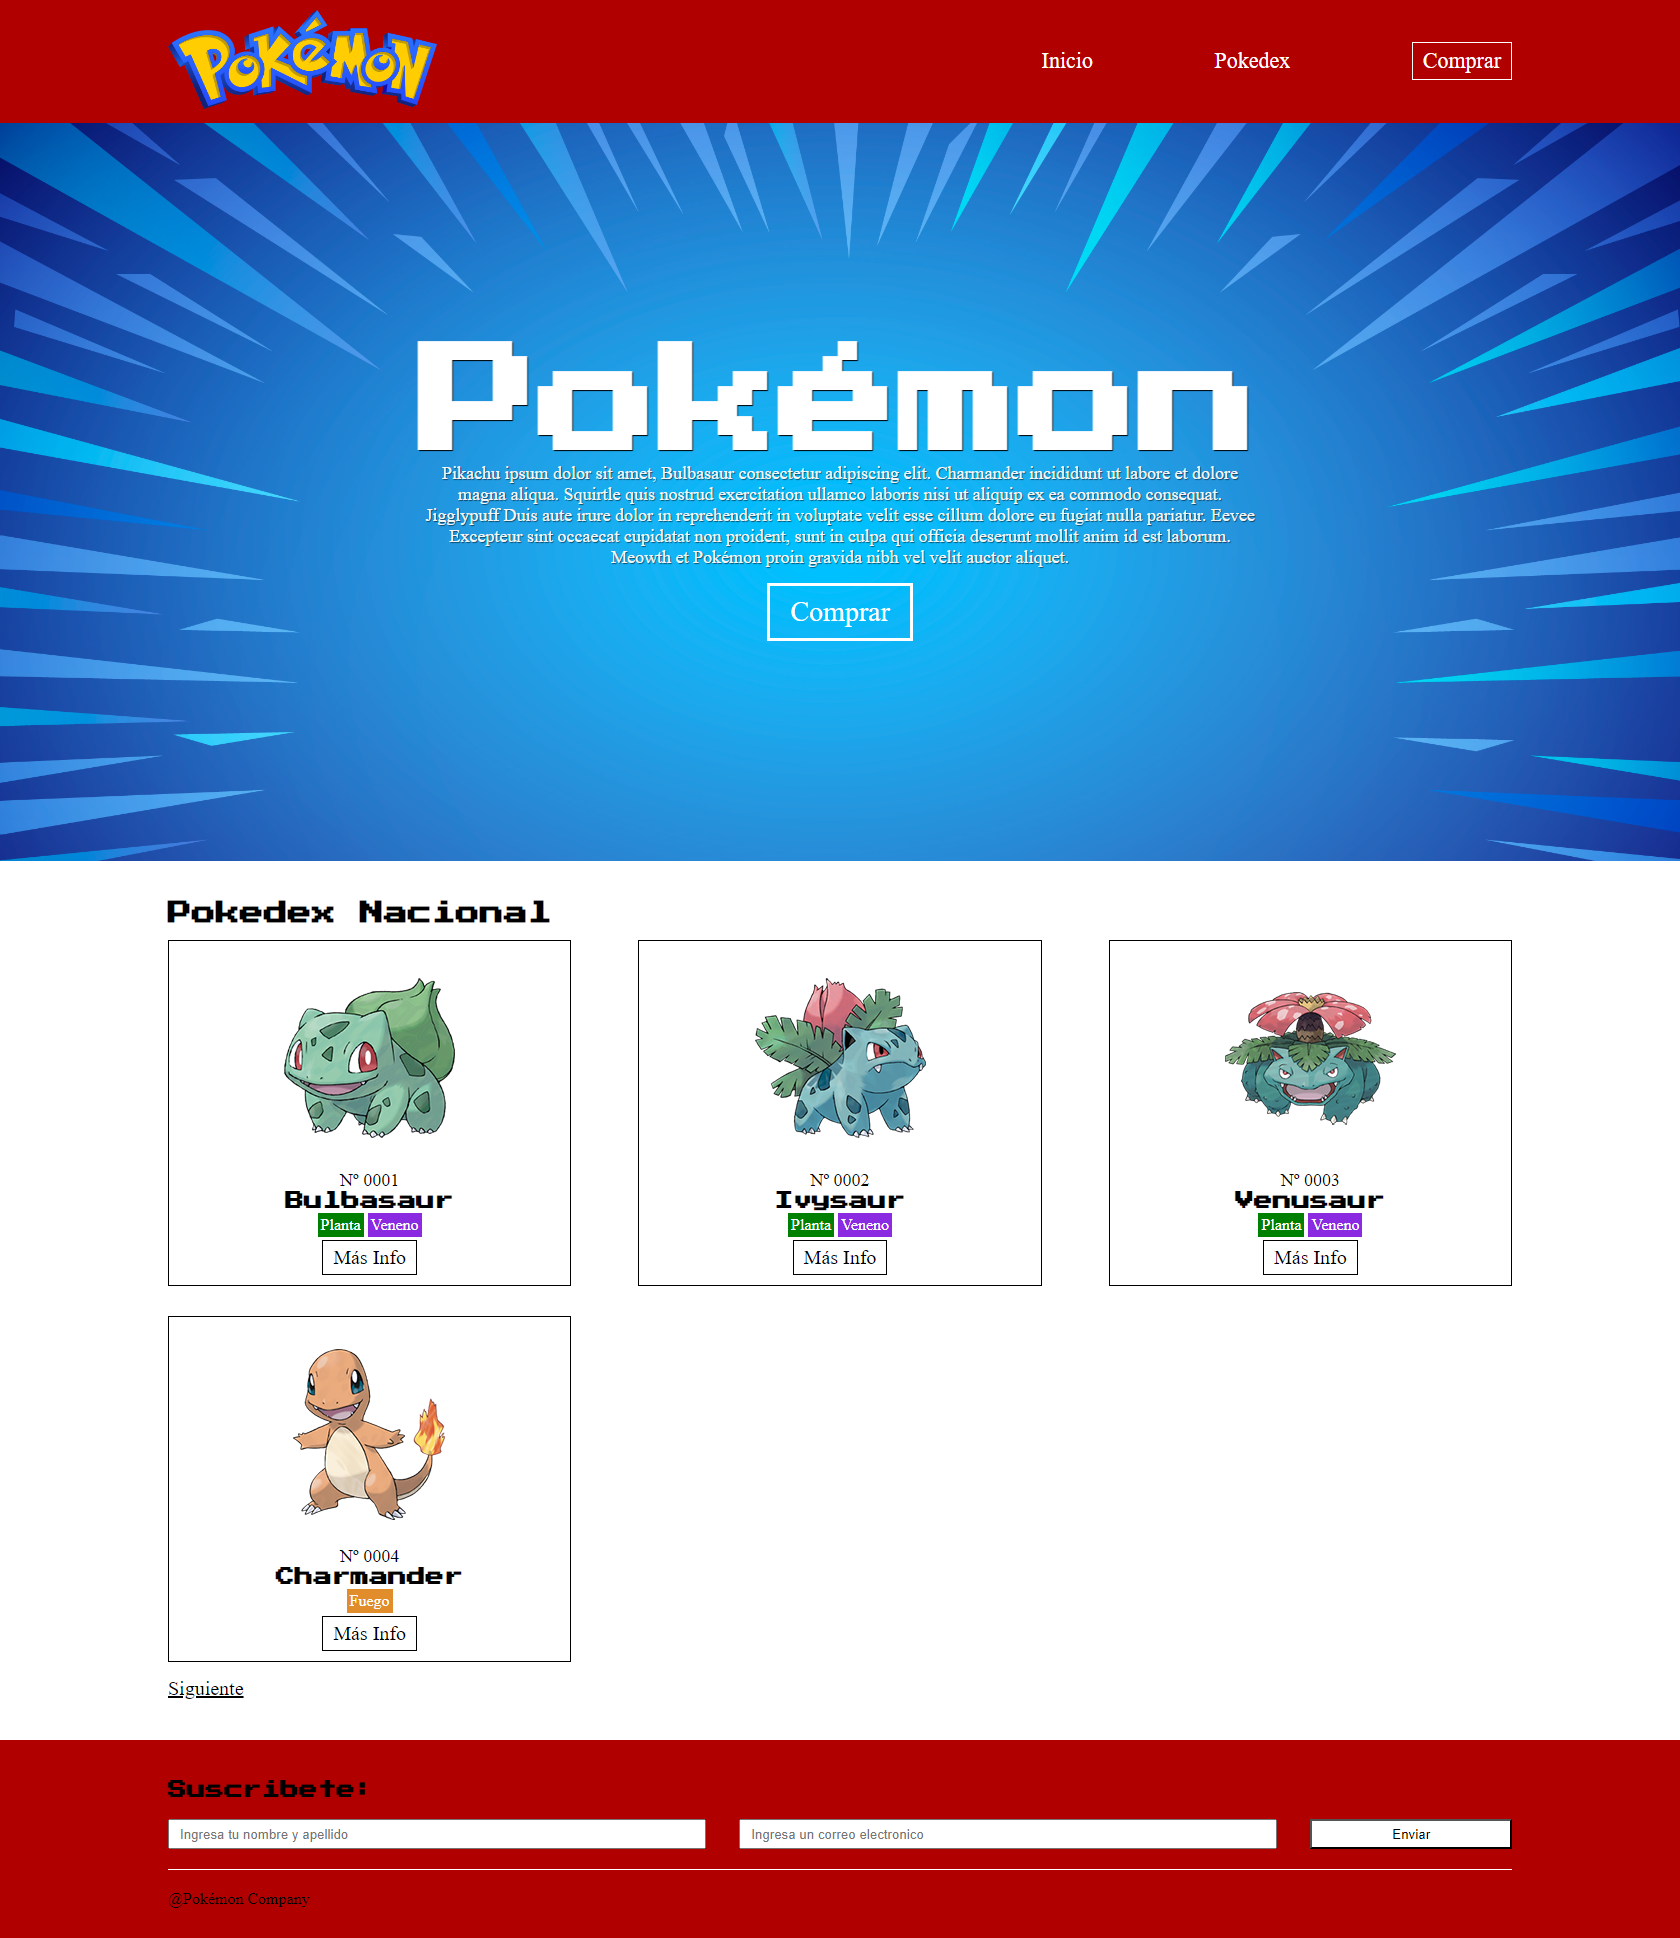 Pokémon
Inicio
Pokedex
Comprar
Pokémon
Pikachu ipsum dolor sit amet, Bulbasaur consectetur adipiscing elit. Charmander incididunt ut labore et dolore
magna aliqua. Squirtle quis nostrud exercitation ullamco laboris nisi ut aliquip ex ea commodo consequat.
Jigglypuff Duis aute irure dolor in reprehenderit in voluptate velit esse cillum dolore eu fugiat nulla pariatur. Eevee
Excepteur sint occaecat cupidatat non proident, sunt in culpa qui officia deserunt mollit anim id est laborum.
Meowth et Pokémon proin gravida nibh vel velit auctor aliquet.
Comprar
Pokedex Nacional
N° 0001
Bulbasaur
Planta Veneno
Más Info
N° 0002
Ivysaur
Planta Veneno
Más Info
N° 0003
Venusaur
Planta Veneno
Más Info
N° 0004
Charmander
Fuego
Más Info
Siguiente
Suscribete:
Ingresa tu nombre y apellido
Ingresa un correo electronico
Enviar
@Pokémon Company